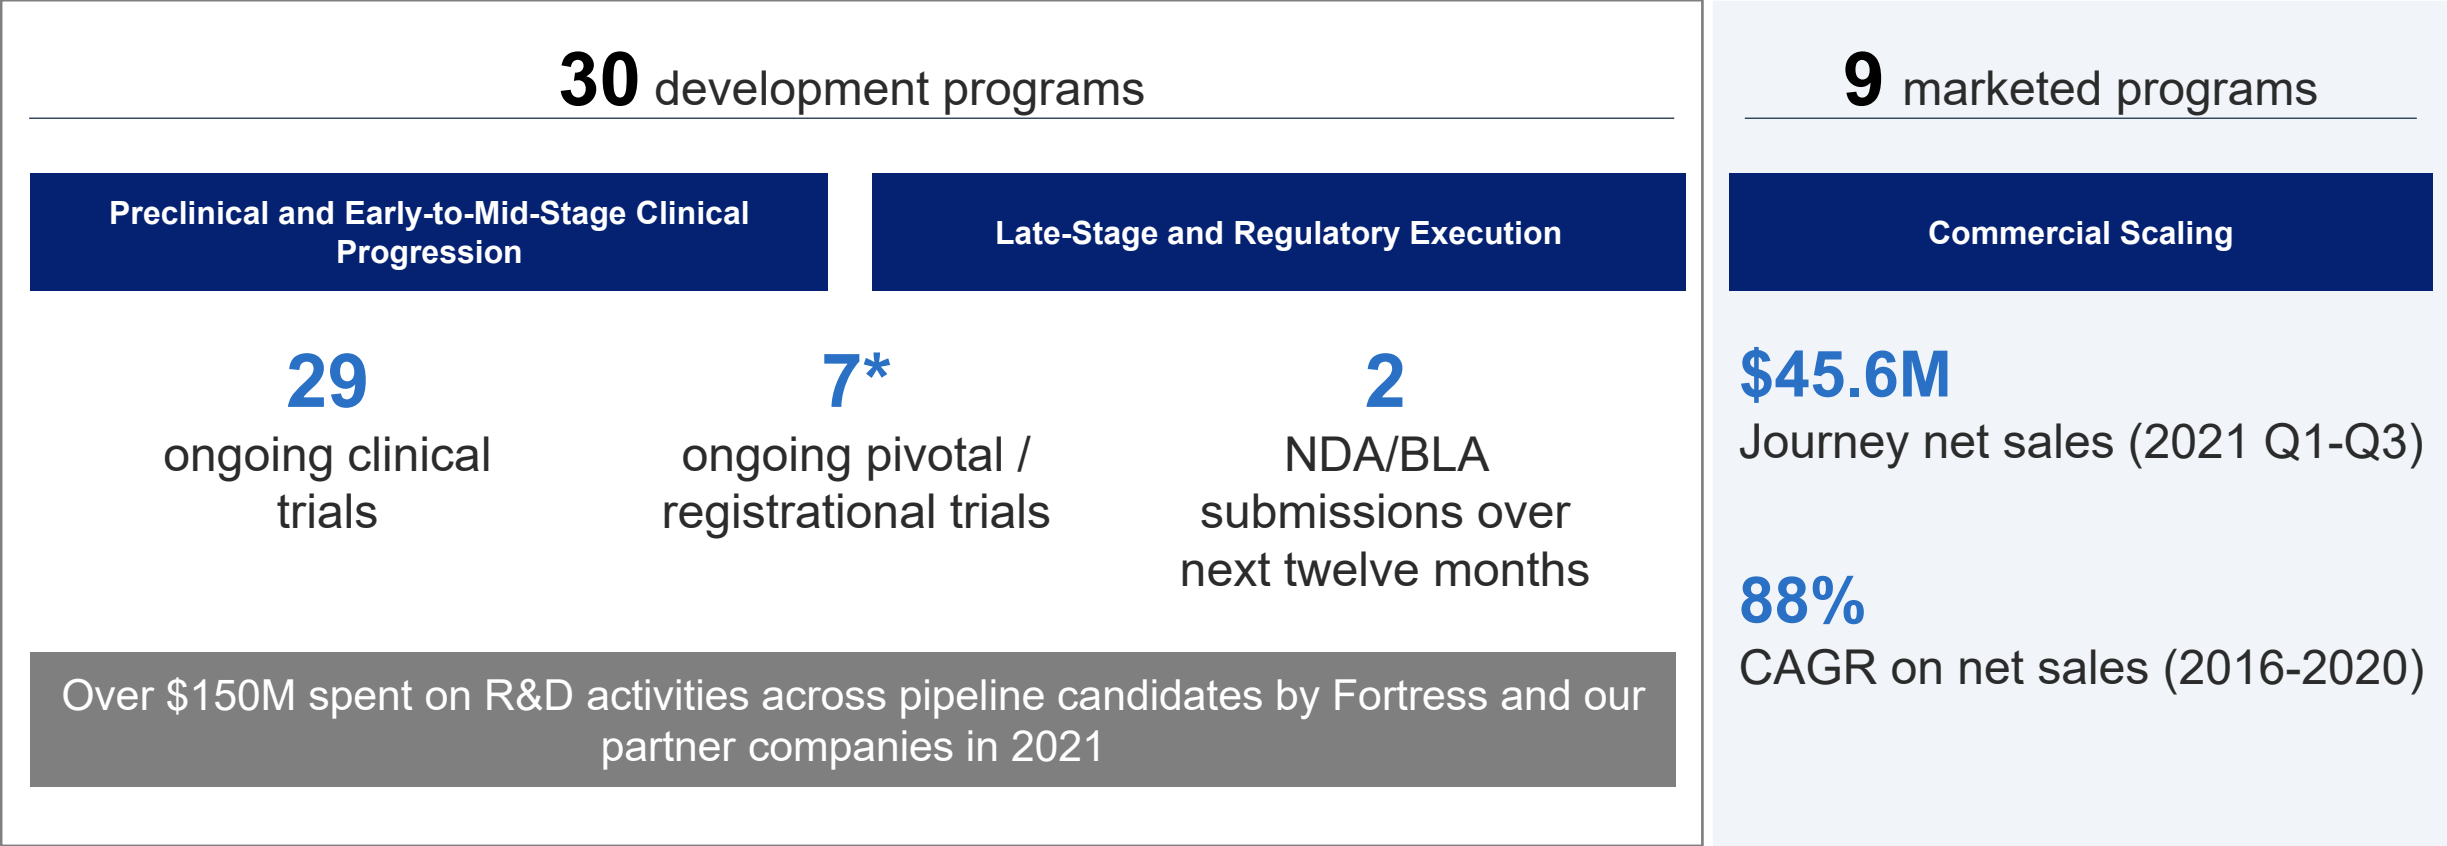 30 development programs
Preclinical and Early-to-Mid-Stage Clinical
Progression
Late-Stage and Regulatory Execution
29
ongoing clinical
trials
7*
ongoing pivotal /
registrational trials
2
NDA/BLA
submissions over
next twelve months
Over $150M spent on R&D activities across pipeline candidates by Fortress and our
partner companies in 2021
9 marketed programs
Commercial Scaling
$45.6M
Journey net sales (2021 Q1-Q3)
88%
CAGR on net sales (2016-2020)